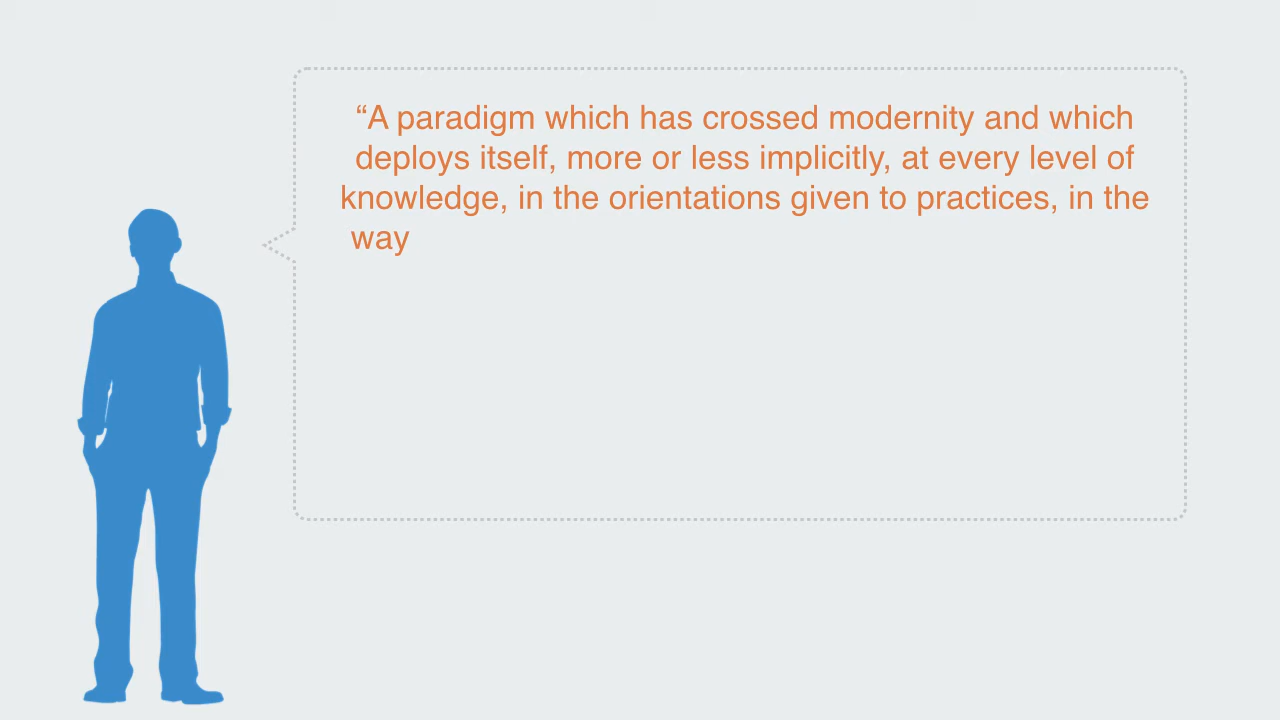 “A paradigm which has crossed modernity and which
deploys itself, more or less implicitly, at every level of
knowledge, in the orientations given to practices, in the
way